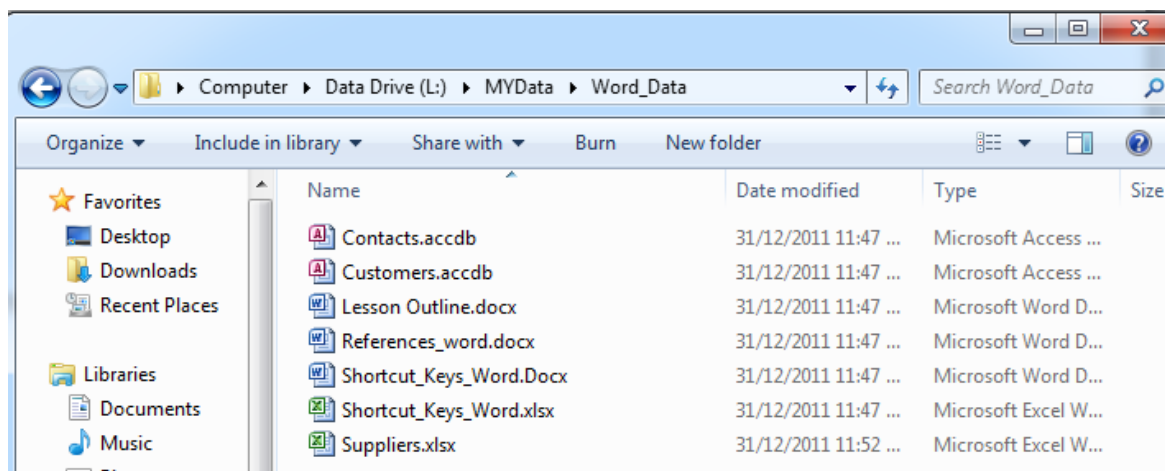 Computer Data Drive (L:) MYData Word_Data Search Word_Data
Organize Include in library Share with Burn New folder
Favorites
Desktop
Downloads
Recent Places
Libraries
Documents
Music
Name Date modified Type Size
Contacts.accdb 31/12/2011 11:47 ... Microsoft Access ...
Customers.accdb 31/12/2011 11:47 ... Microsoft Access ...
Lesson Outline.docx 31/12/2011 11:47 ... Microsoft Word D...
References_word.docx 31/12/2011 11:47 ... Microsoft Word D...
Shortcut_Keys_Word.Docx 31/12/2011 11:47 ... Microsoft Word D...
Shortcut_Keys_Word.xlsx 31/12/2011 11:47 ... Microsoft Excel W...
Suppliers.xlsx 31/12/2011 11:52 ... Microsoft Excel W...